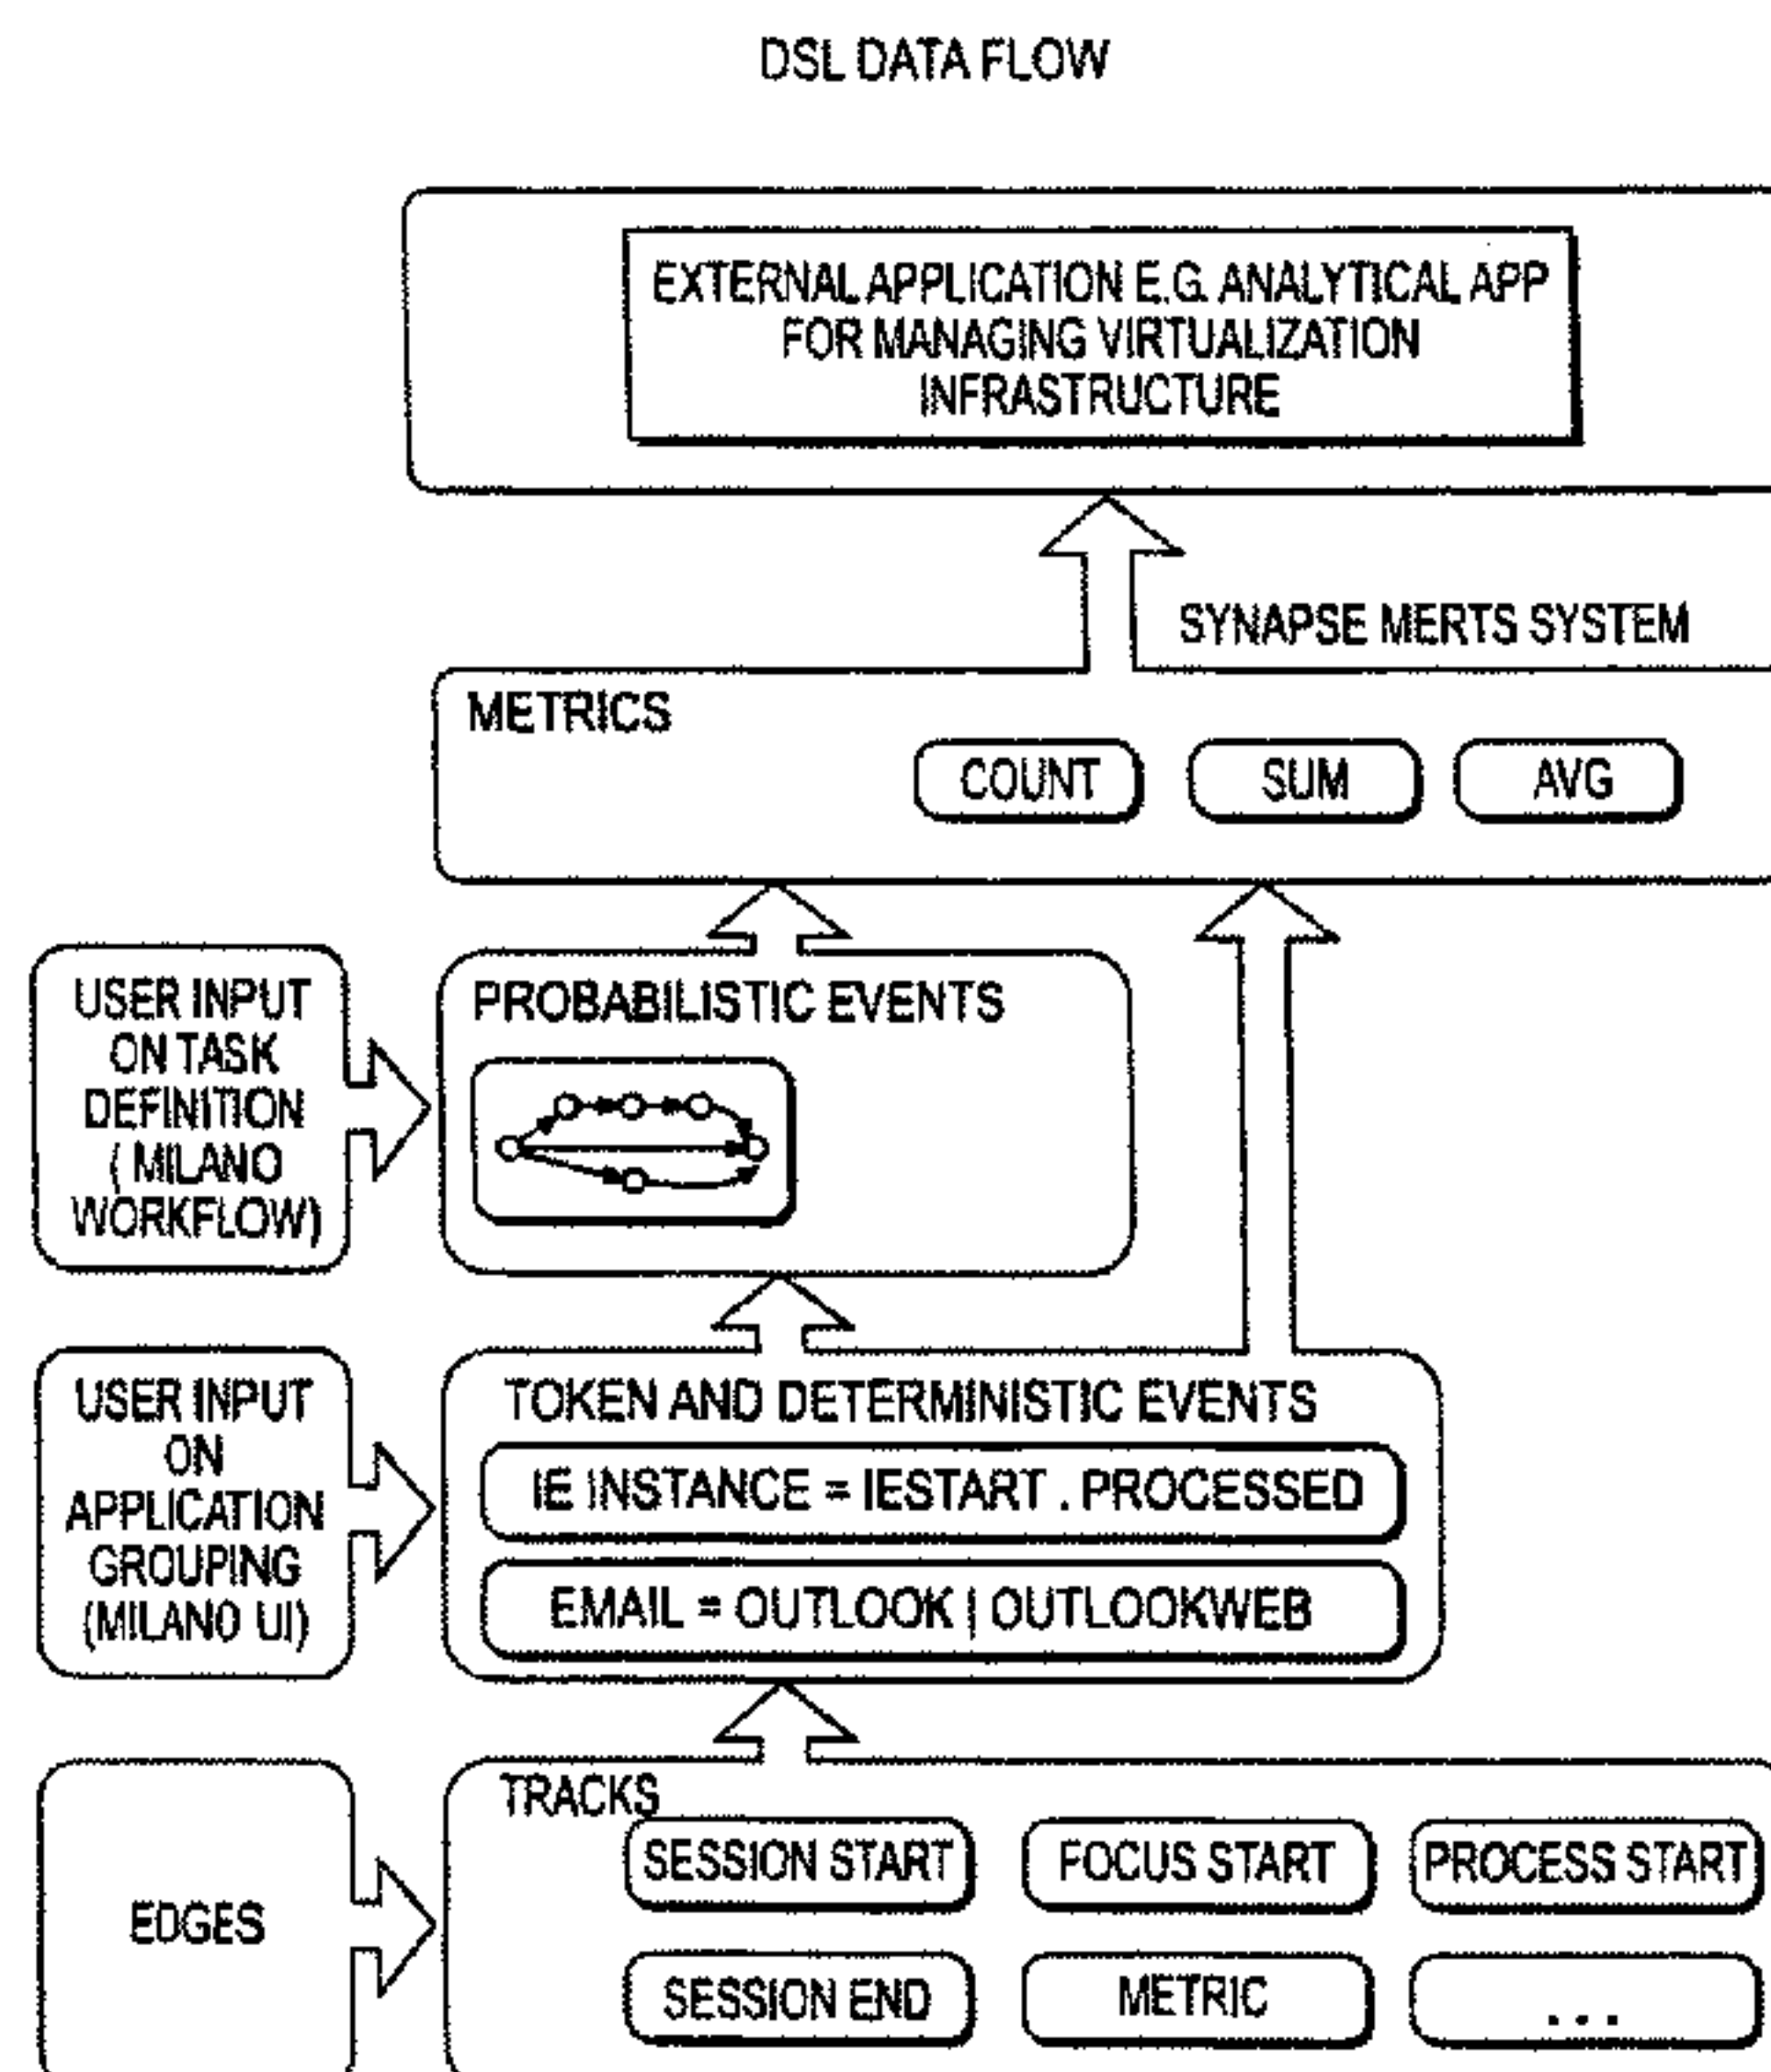 DSL DATA FLOW
EXTERNAL APPLICATION E.G. ANALYTICAL APP
FOR MANAGING VIRTUALIZATION
INFRASTRUCTURE
SYNAPSE MERTS SYSTEM
METRICS
COUNT
SUM
AVG
USER INPUT
ON TASK
DEFINITION
( MILANO
WORKFLOW)
PROBABILISTIC EVENTS
USER INPUT
ON
APPLICATION
GROUPING
(MILANO UI)
TOKEN AND DETERMINISTIC EVENTS
IE INSTANCE = IESTART . PROCESSED
EMAIL = OUTLOOK | OUTLOOKWEB
EDGES
TRACKS
SESSION START
FOCUS START
PROCESS START
SESSION END
METRIC
. . .